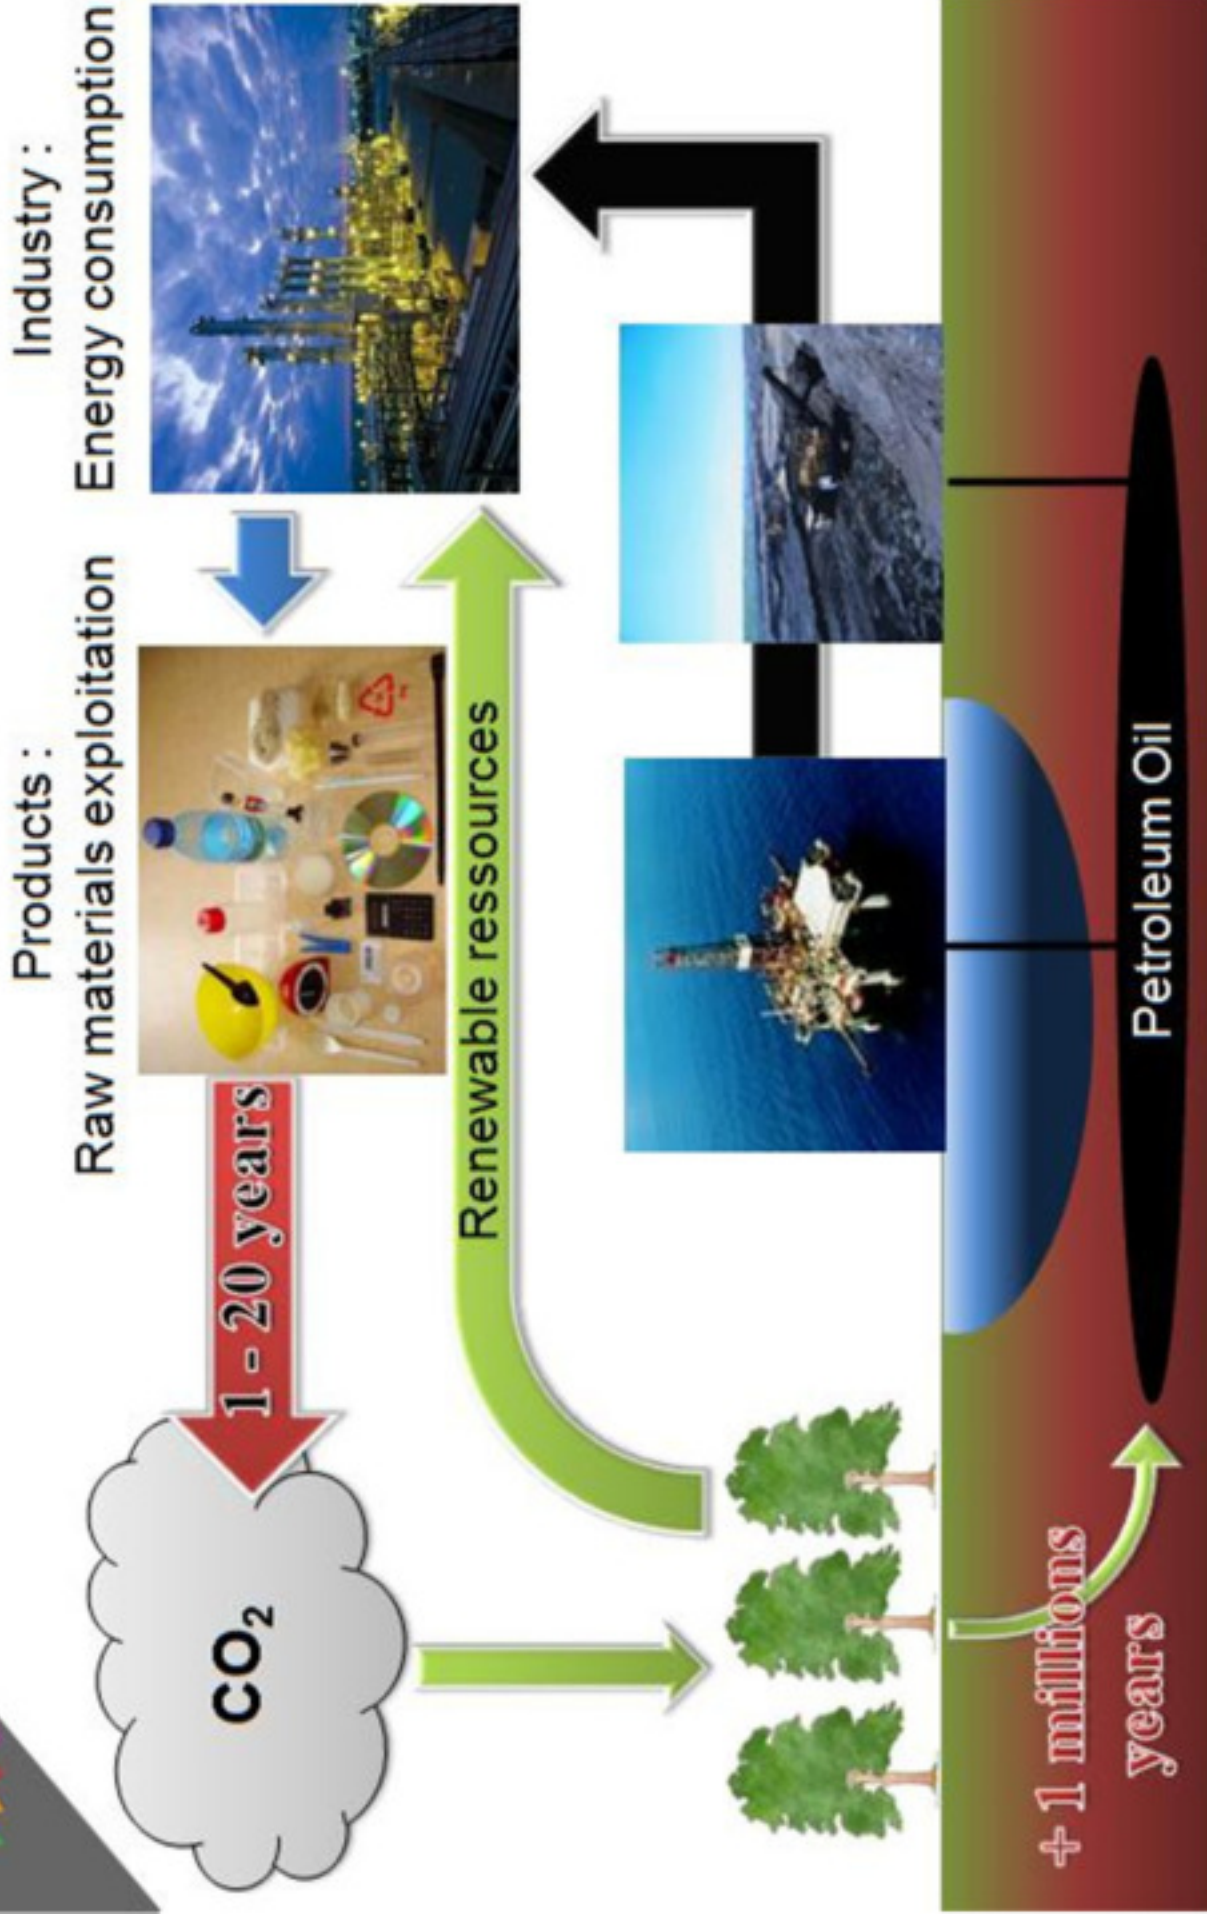 Products :
Raw materials exploitation
Industry :
Energy consumption
CO₂
1 - 20 years
Renewable ressources
+ 1 millions
years
Petroleum Oil